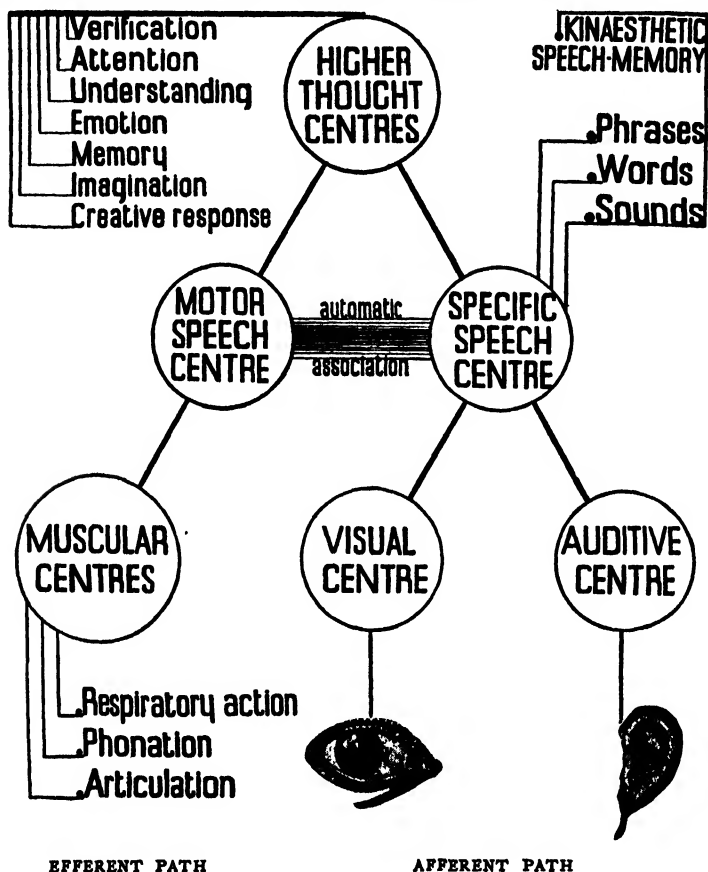 Verification
Attention
Understanding
Emotion
Memory
Imagination
Creative response
HIGHER
THOUGHT
CENTRES
KINAESTHETIC
SPEECH-MEMORY
Phrases
Words
Sounds
MOTOR
SPEECH
CENTRE
automatic
association
SPECIFIC
SPEECH
CENTRE
MUSCULAR
CENTRES
VISUAL
CENTRE
AUDITIVE
CENTRE
Respiratory action
Phonation
Articulation
EFFERENT PATH
AFFERENT PATH